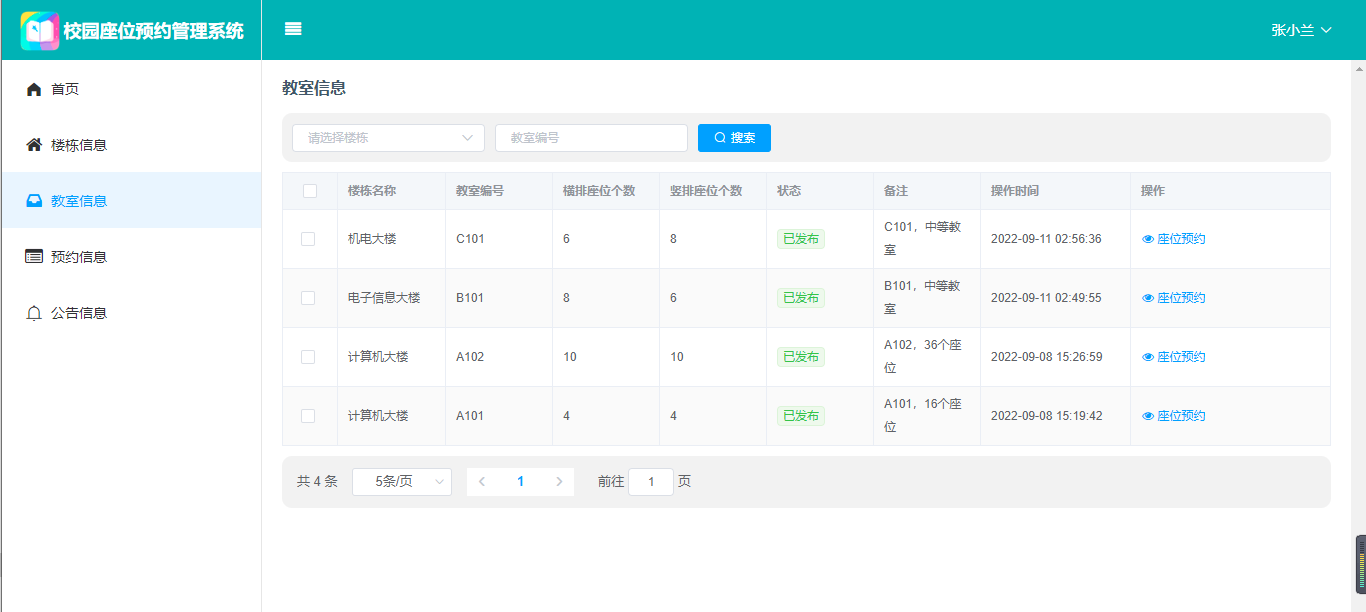 校园座位预约管理系统
张小兰
首页
楼栋信息
教室信息
预约信息
公告信息
教室信息
请选择楼栋 教室编号 搜索
楼栋名称 教室编号 横排座位个数 竖排座位个数 状态 备注 操作时间 操作
机电大楼 C101 6 8 已发布 C101，中等教
室 2022-09-11 02:56:36 座位预约
电子信息大楼 B101 8 6 已发布 B101，中等教
室 2022-09-11 02:49:55 座位预约
计算机大楼 A102 10 10 已发布 A102，36个座
位 2022-09-08 15:26:59 座位预约
计算机大楼 A101 4 4 已发布 A101，16个座
位 2022-09-08 15:19:42 座位预约
共 4 条 5条/页 1 前往 1 页